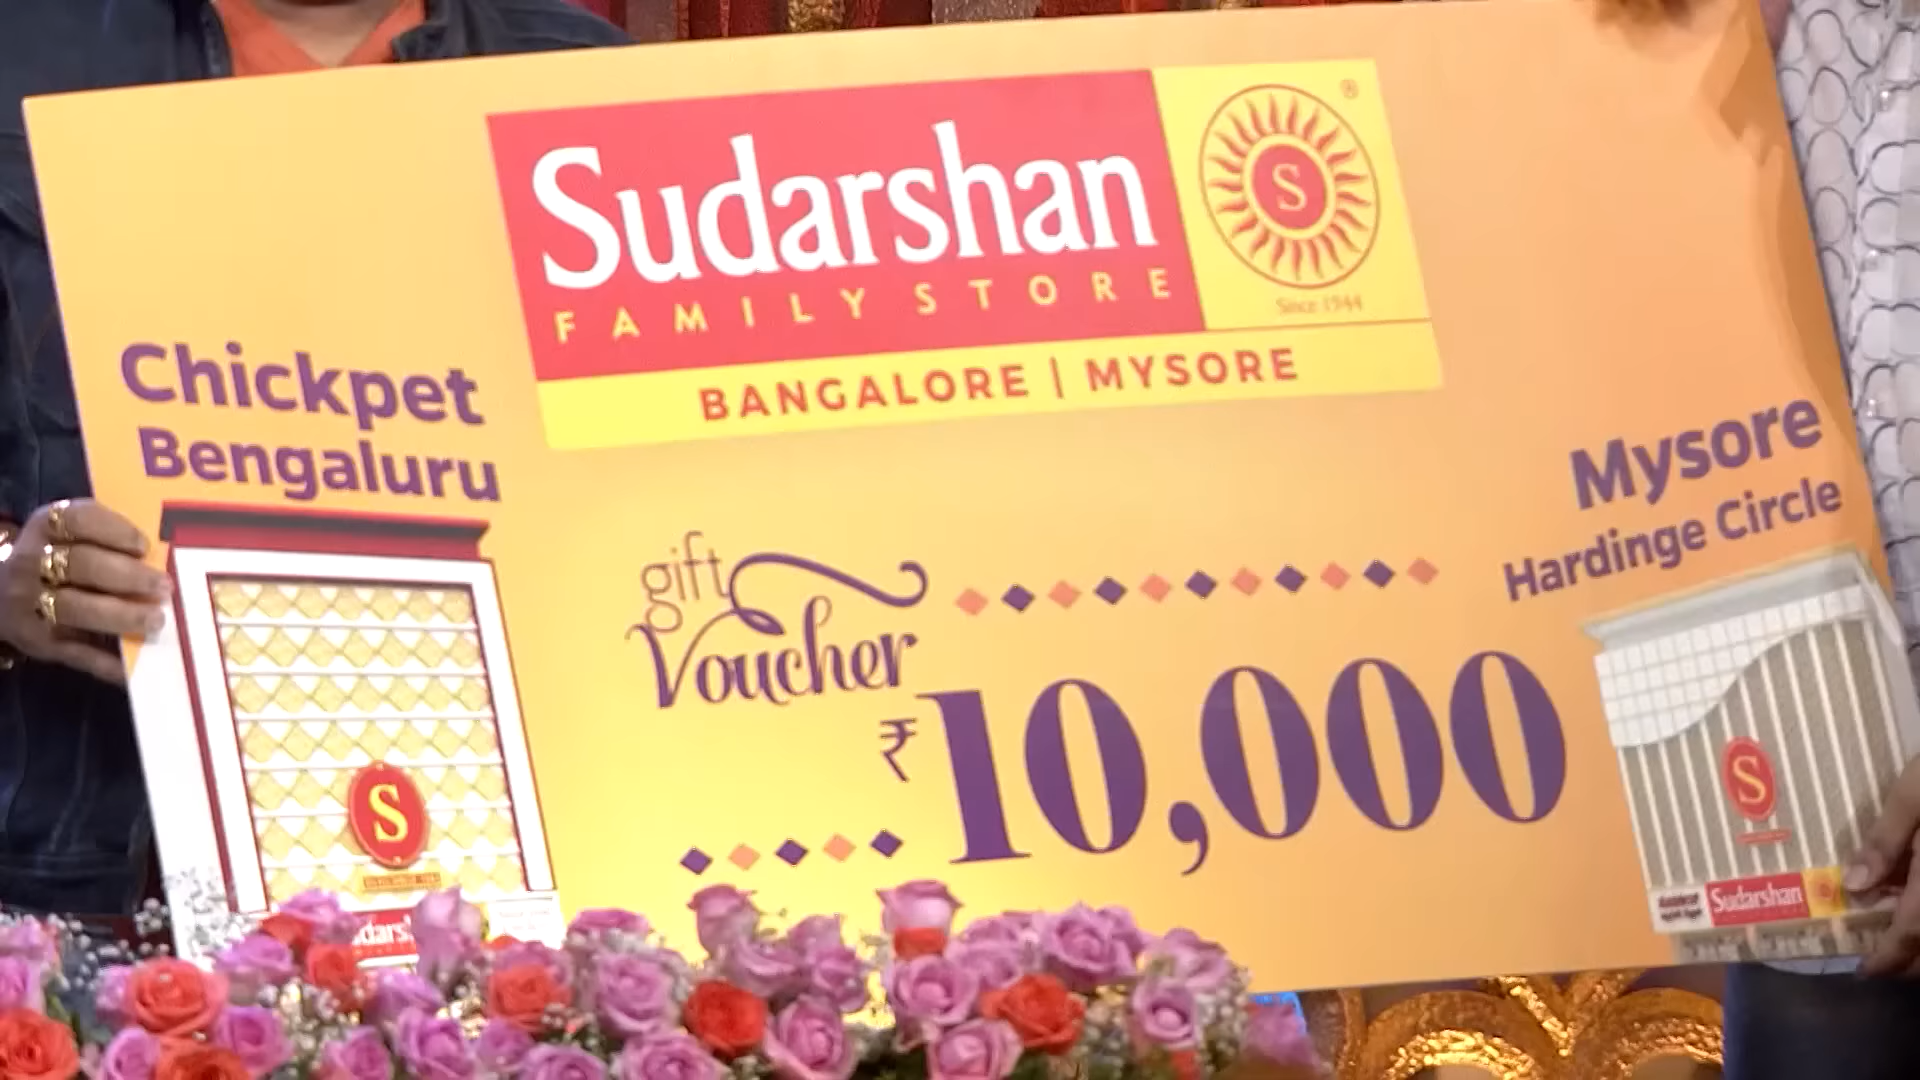 Sudarshan
®
S
FAMILY STORE
Since 1944
BANGALORE | MYSORE
Chickpet
Bengaluru
Mysore
Hardinge Circle
gift
Voucher
₹10,000
S
S
Sudarshan